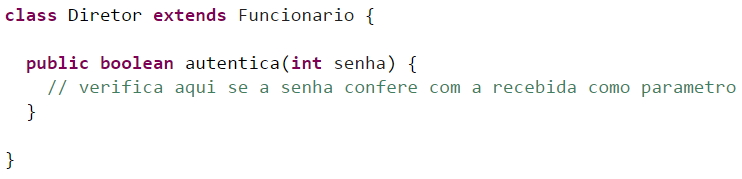 class Diretor extends Funcionario {
public boolean autentica(int senha) {
// verifica aqui se a senha confere com a recebida como parametro
}
}